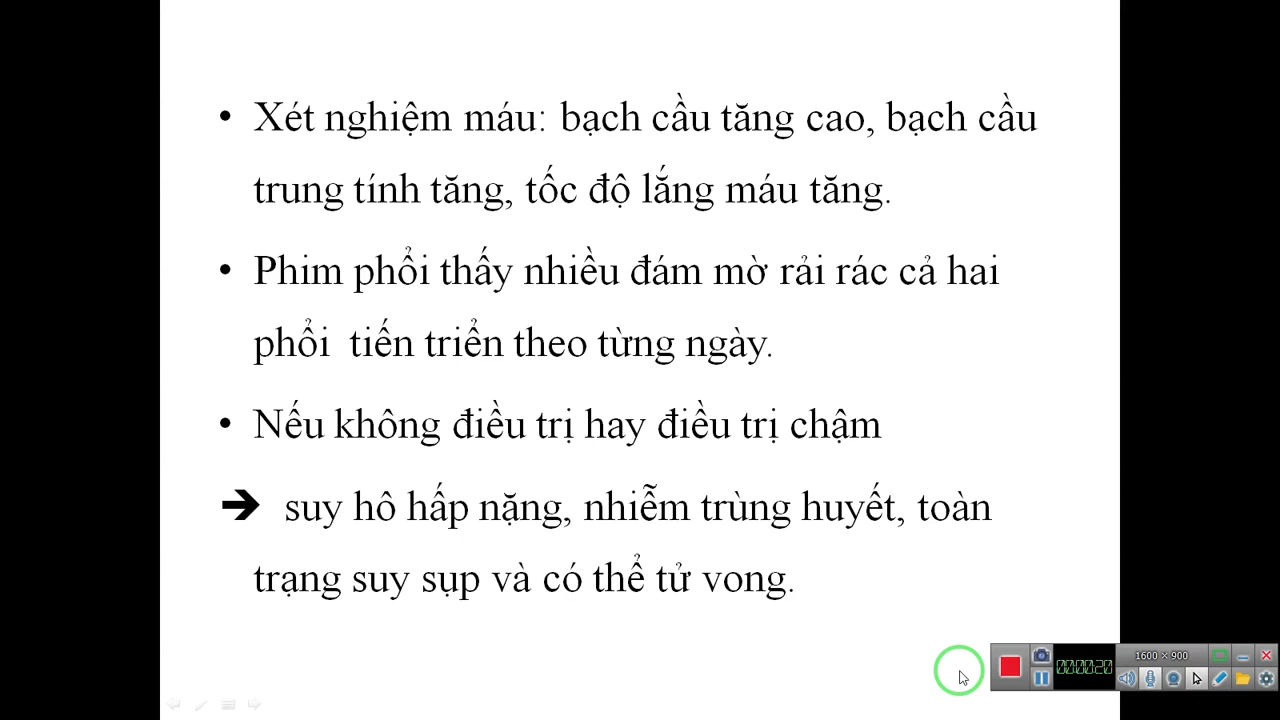 • Xét nghiệm máu: bạch cầu tăng cao, bạch cầu
trung tính tăng, tốc độ lắng máu tăng.
• Phim phổi thấy nhiều đám mờ rải rác cả hai
phổi tiến triển theo từng ngày.
• Nếu không điều trị hay điều trị chậm
➔ suy hô hấp nặng, nhiễm trùng huyết, toàn
trạng suy sụp và có thể tử vong.
1600 × 900
00:00:20